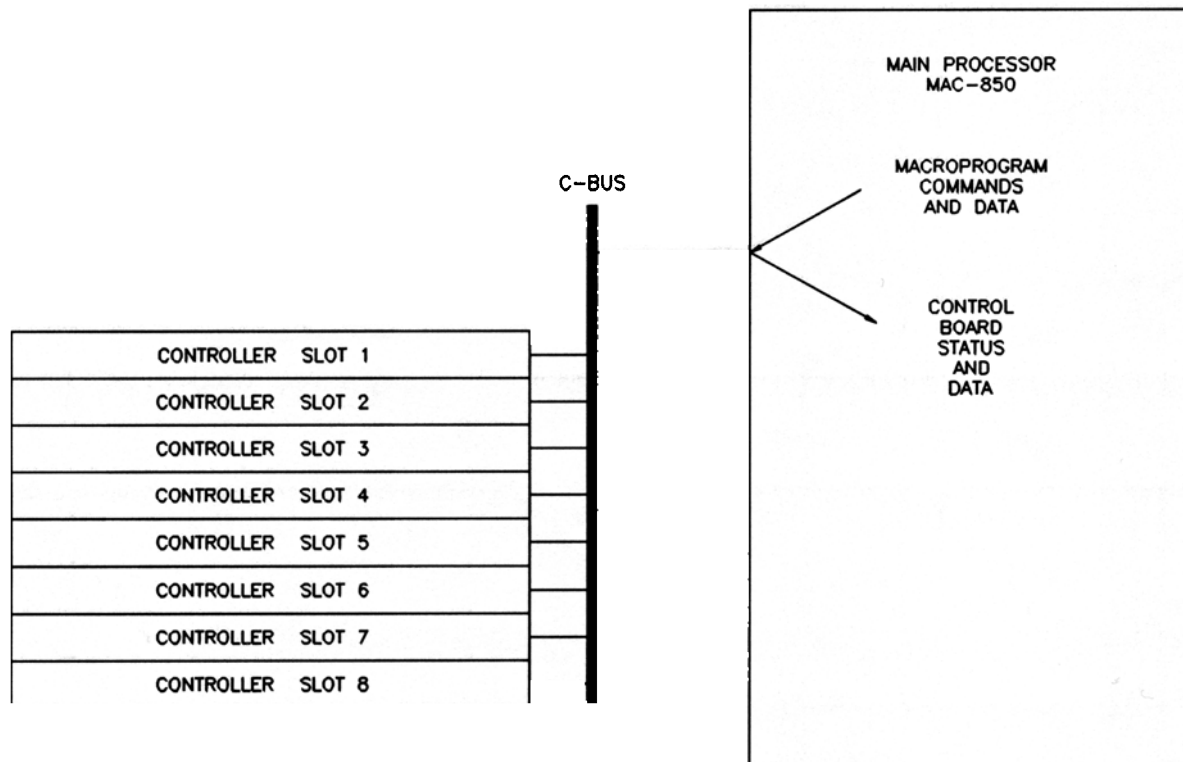 MAIN PROCESSOR
MAC-850
MACROPROGRAM
COMMANDS
AND DATA
C-BUS
CONTROL
BOARD
STATUS
AND
DATA
CONTROLLER SLOT 1
CONTROLLER SLOT 2
CONTROLLER SLOT 3
CONTROLLER SLOT 4
CONTROLLER SLOT 5
CONTROLLER SLOT 6
CONTROLLER SLOT 7
CONTROLLER SLOT 8